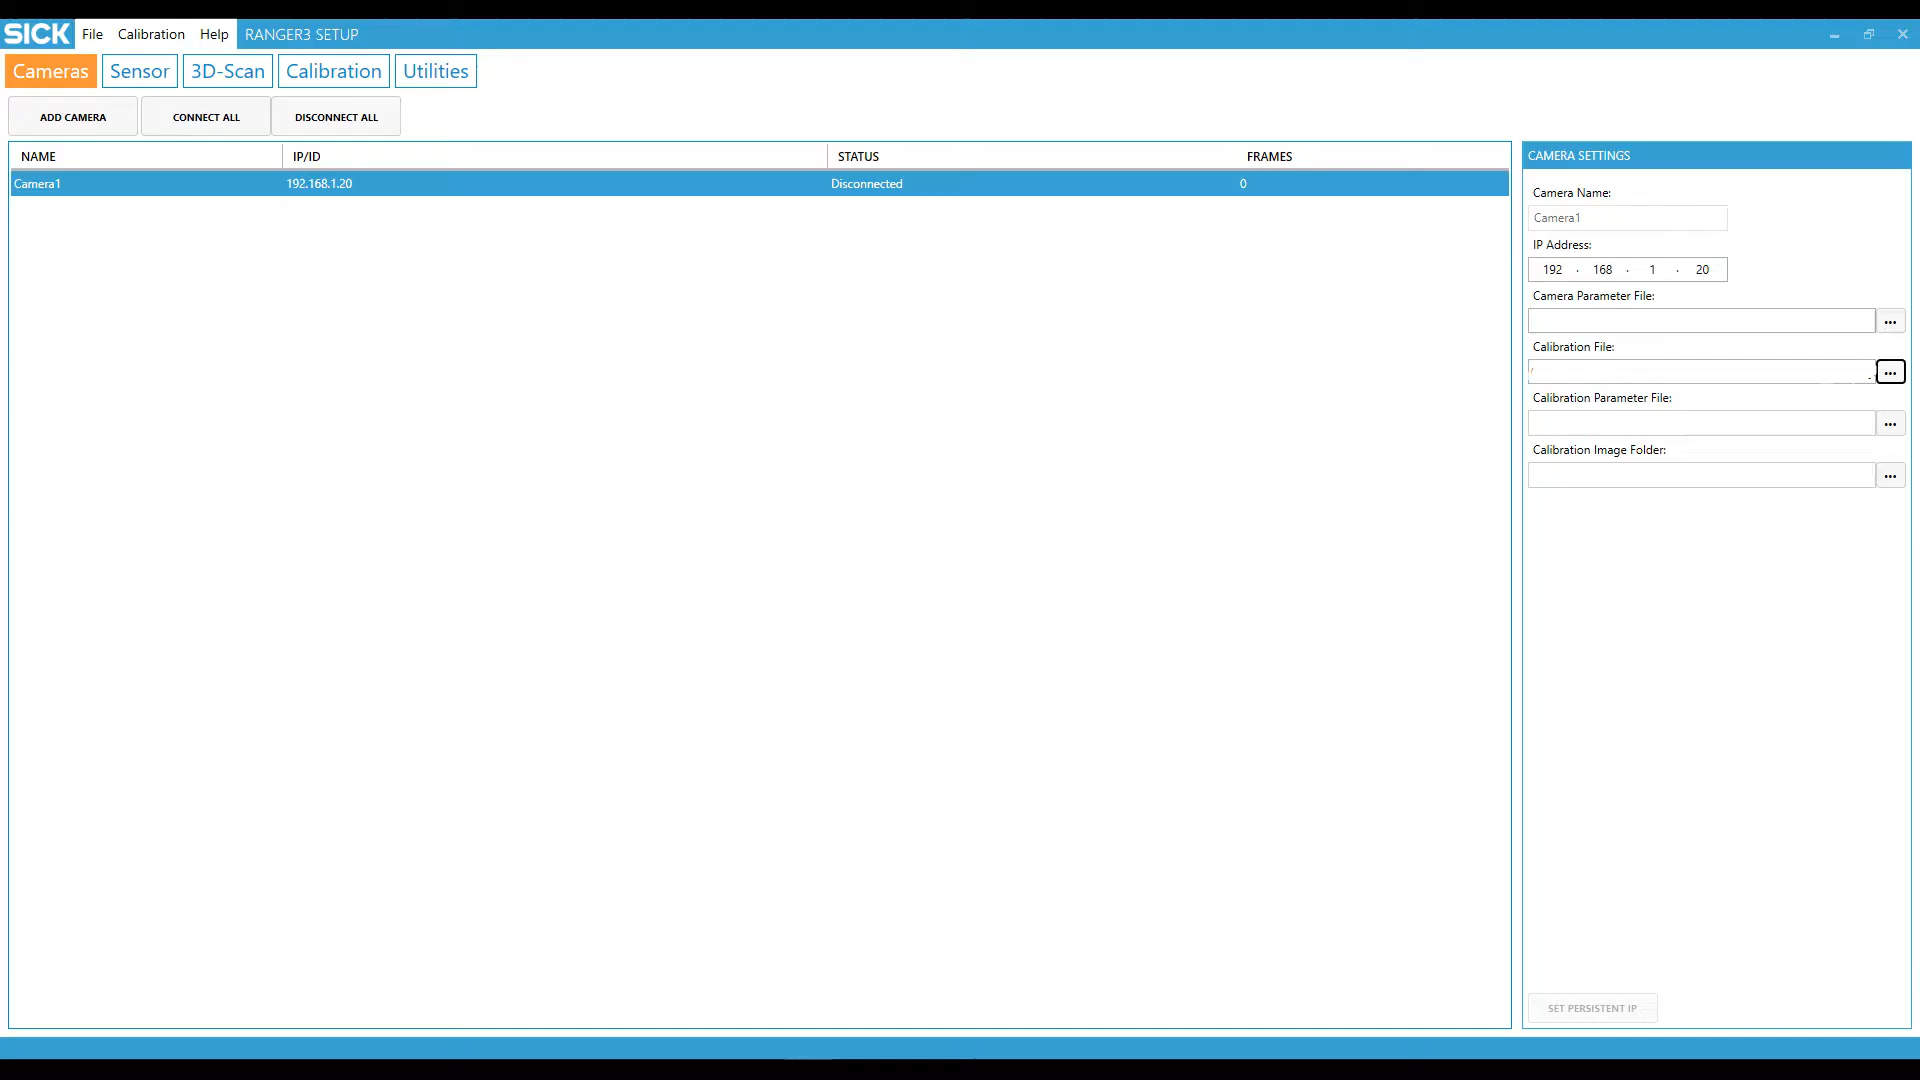 SICK File Calibration Help RANGER3 SETUP
Cameras Sensor 3D-Scan Calibration Utilities
ADD CAMERA CONNECT ALL DISCONNECT ALL
NAME IP/ID STATUS FRAMES
Camera1 192.168.1.20 Disconnected 0
CAMERA SETTINGS
Camera Name:
Camera1
IP Address:
192 . 168 . 1 . 20
Camera Parameter File:
...
Calibration File:
...
Calibration Parameter File:
...
Calibration Image Folder:
...
SET PERSISTENT IP